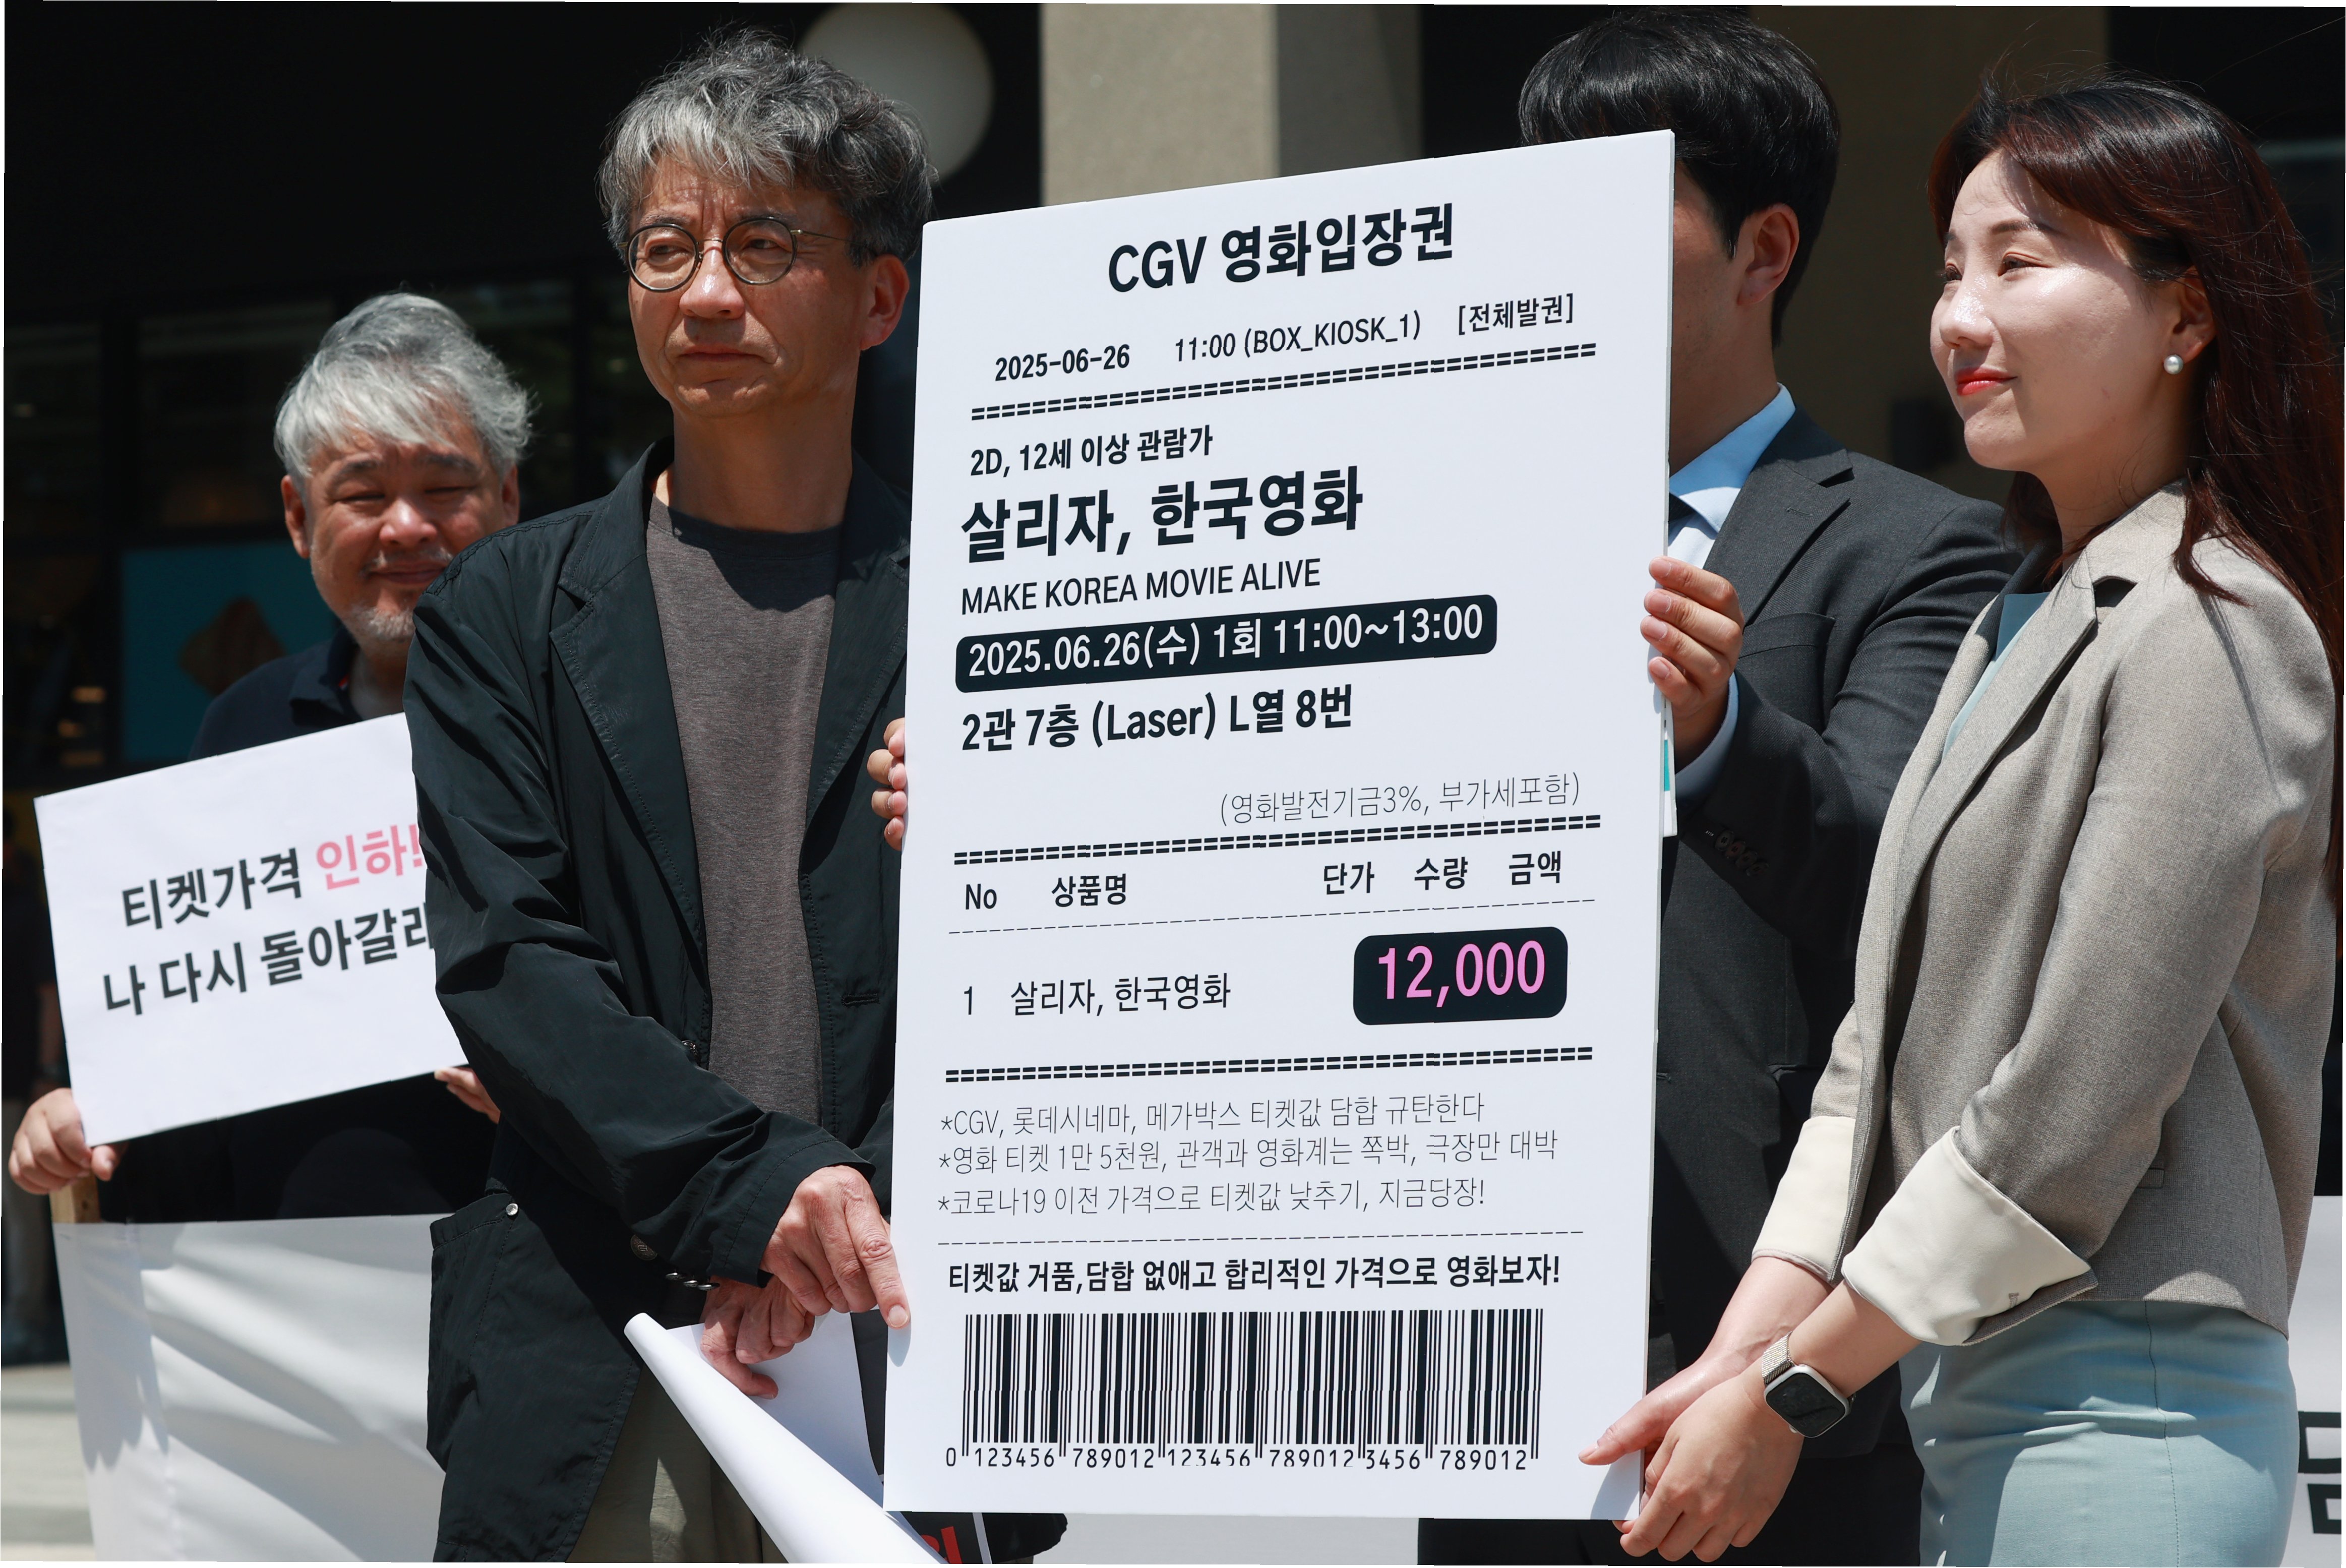 티켓가격 인하!
나 다시 돌아갈래
CGV 영화입장권
2025-06-26 11:00 (BOX_KIOSK_1) [전체발권]
==========================================
2D, 12세 이상 관람가
살리자, 한국영화
MAKE KOREA MOVIE ALIVE
2025.06.26(수) 1회 11:00~13:00
2관 7층 (Laser) L열 8번
(영화발전기금3%, 부가세포함)
No 상품명 단가 수량 금액
1 살리자, 한국영화 12,000
*CGV, 롯데시네마, 메가박스 티켓값 담합 규탄한다
*영화 티켓 1만 5천원, 관객과 영화계는 쪽박, 극장만 대박
*코로나19 이전 가격으로 티켓값 낮추기, 지금당장!
티켓값 거품,담합 없애고 합리적인 가격으로 영화보자!
0 123456 789012 123456 789012 3456 789012